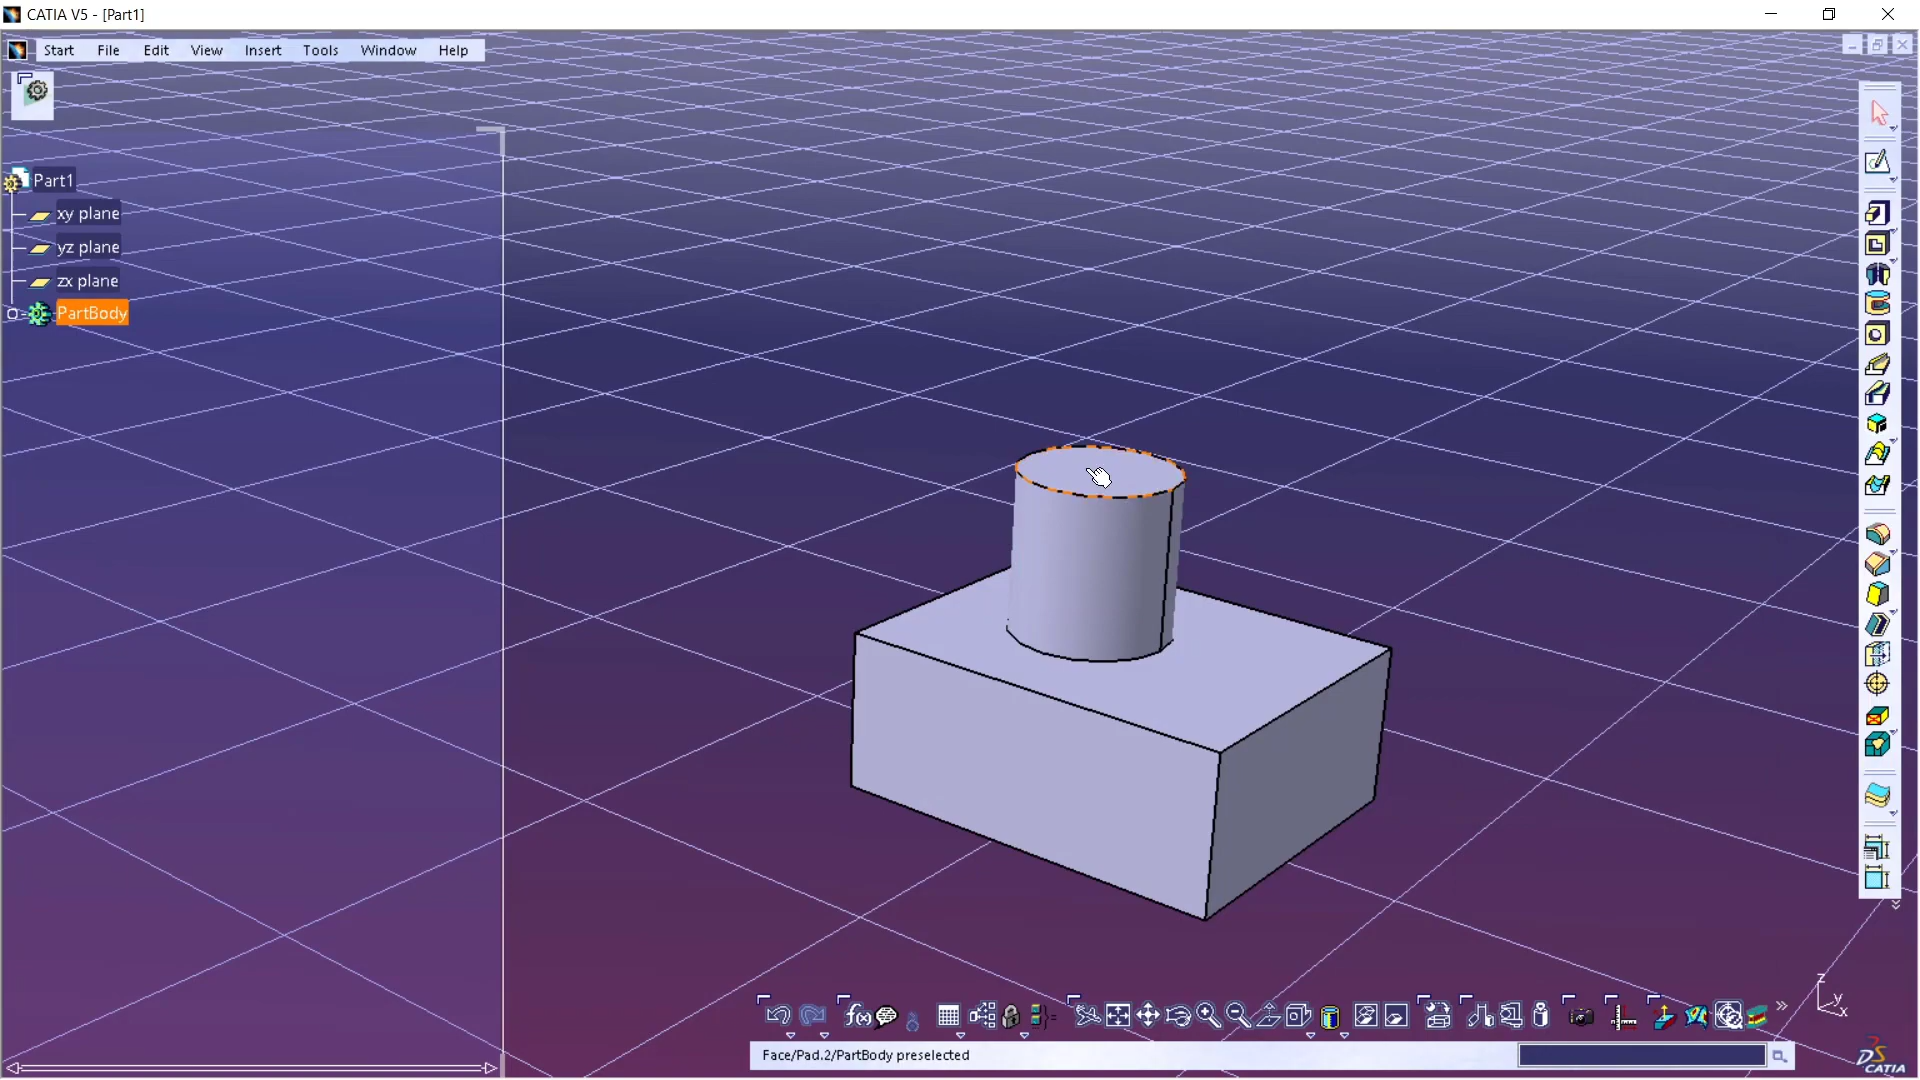 CATIA V5 - [Part1]
Start File Edit View Insert Tools Window Help
Part1
xy plane
yz plane
zx plane
PartBody
f(x)
z
y
x
Face/Pad.2/PartBody preselected
CATIA